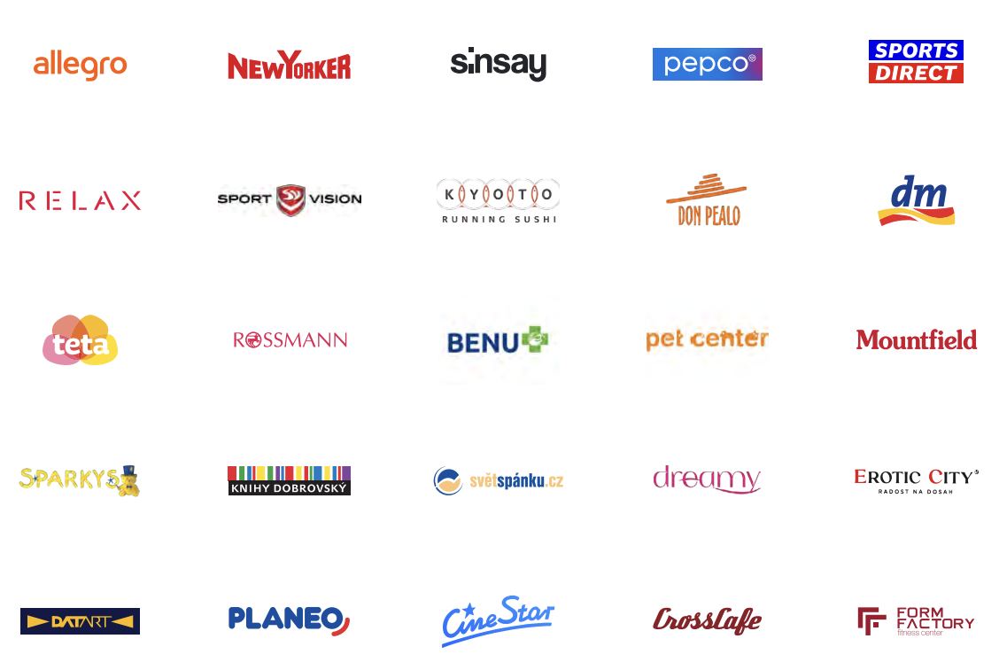 allegro
NEWYORKER
sinsay
pepco
SPORTS
DIRECT
RELAX
SPORT VISION
KYOTO
RUNNING SUSHI
DON PEALO
dm
teta
ROSSMANN
BENU
pet center
Mountfield
SPARKYS
KNIHY DOBROVSKÝ
světspánku.cz
dreamy
EROTIC CITY
RADOST NA DOSAH
DATART
PLANEO
CineStar
CrossCafe
FORM
FACTORY
fitness center